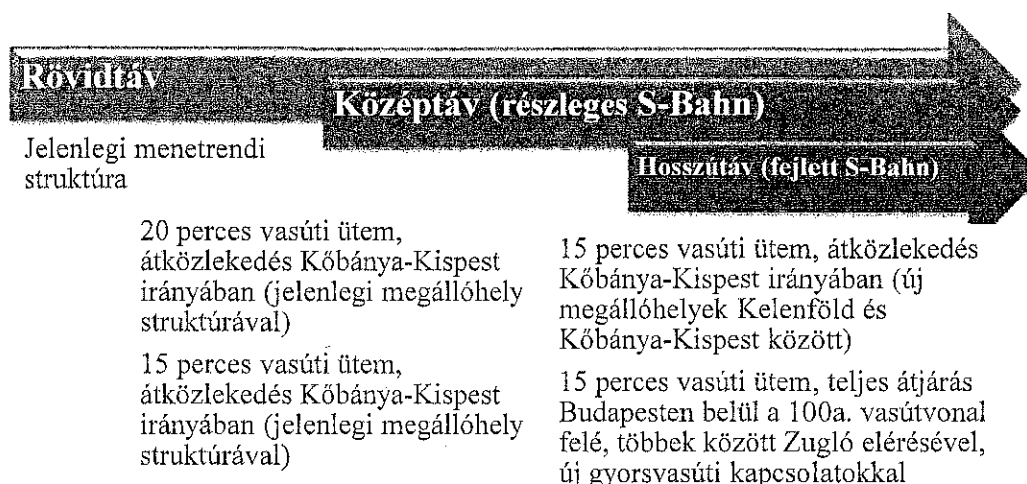 Rövidtáv
Középtáv (részleges S-Bahn)
Hosszútáv (fejlett S-Bahn)
Jelenlegi menetrendi
struktúra
20 perces vasúti ütem,
átközlekedés Kőbánya-Kispest
irányában (jelenlegi megállóhely
struktúrával)
15 perces vasúti ütem,
átközlekedés Kőbánya-Kispest
irányában (jelenlegi megállóhely
struktúrával)
15 perces vasúti ütem, átközlekedés
Kőbánya-Kispest irányában (új
megállóhelyek Kelenföld és
Kőbánya-Kispest között)
15 perces vasúti ütem, teljes átjárás
Budapesten belül a 100a. vasútvonal
felé, többek között Zugló elérésével,
új gyorsvasúti kapcsolatokkal